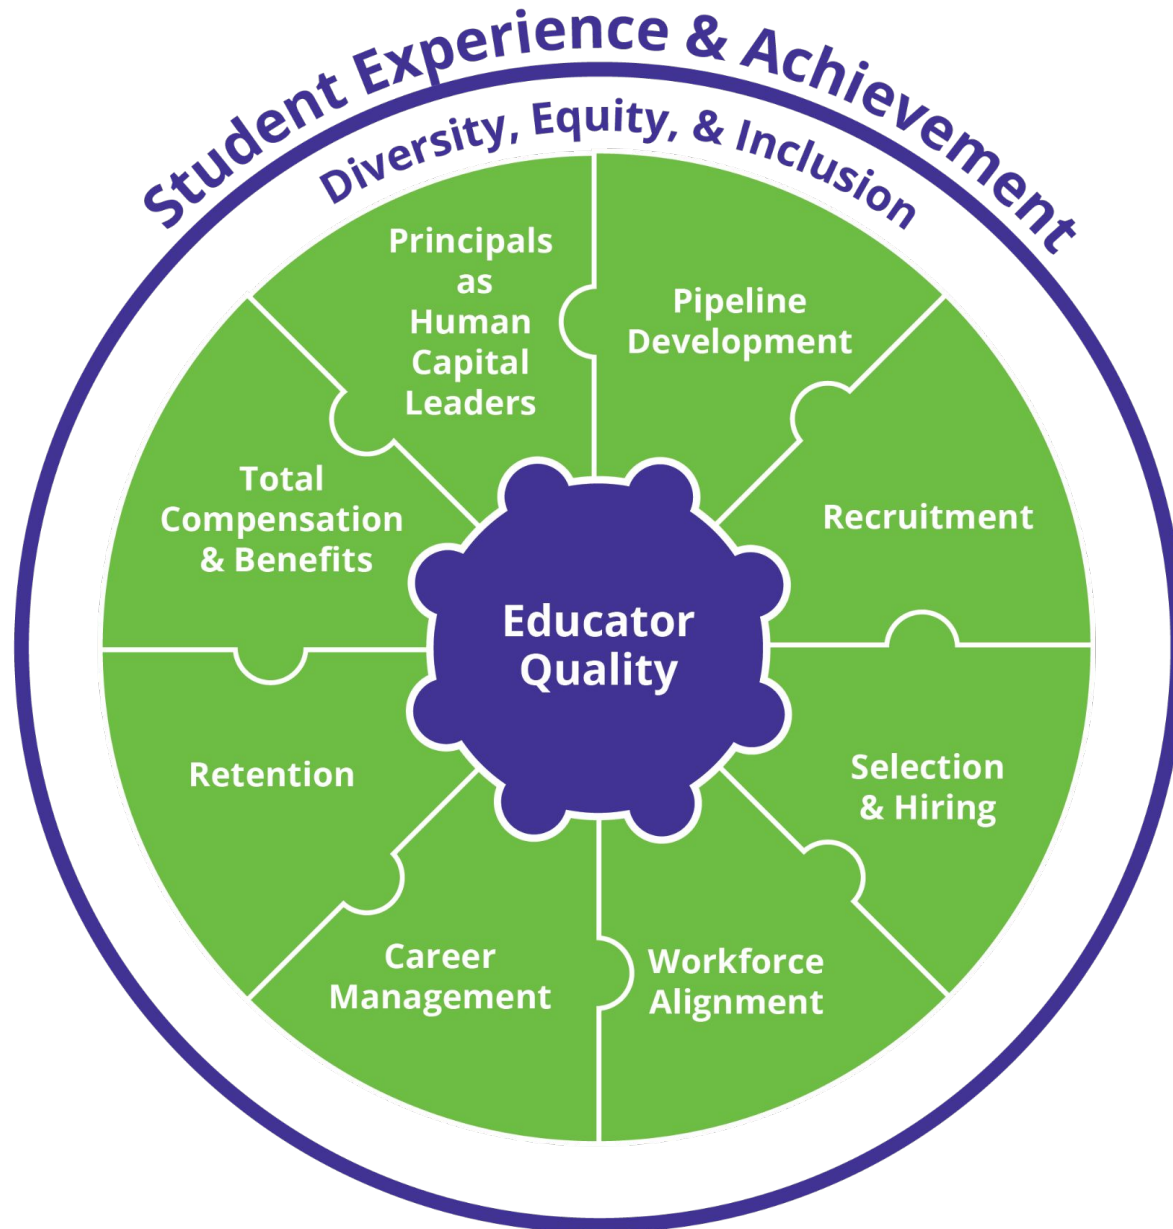 Student Experience & Achievement
Diversity, Equity, & Inclusion
Principals
as
Human
Capital
Leaders
Pipeline
Development
Recruitment
Selection
& Hiring
Workforce
Alignment
Career
Management
Retention
Total
Compensation
& Benefits
Educator
Quality